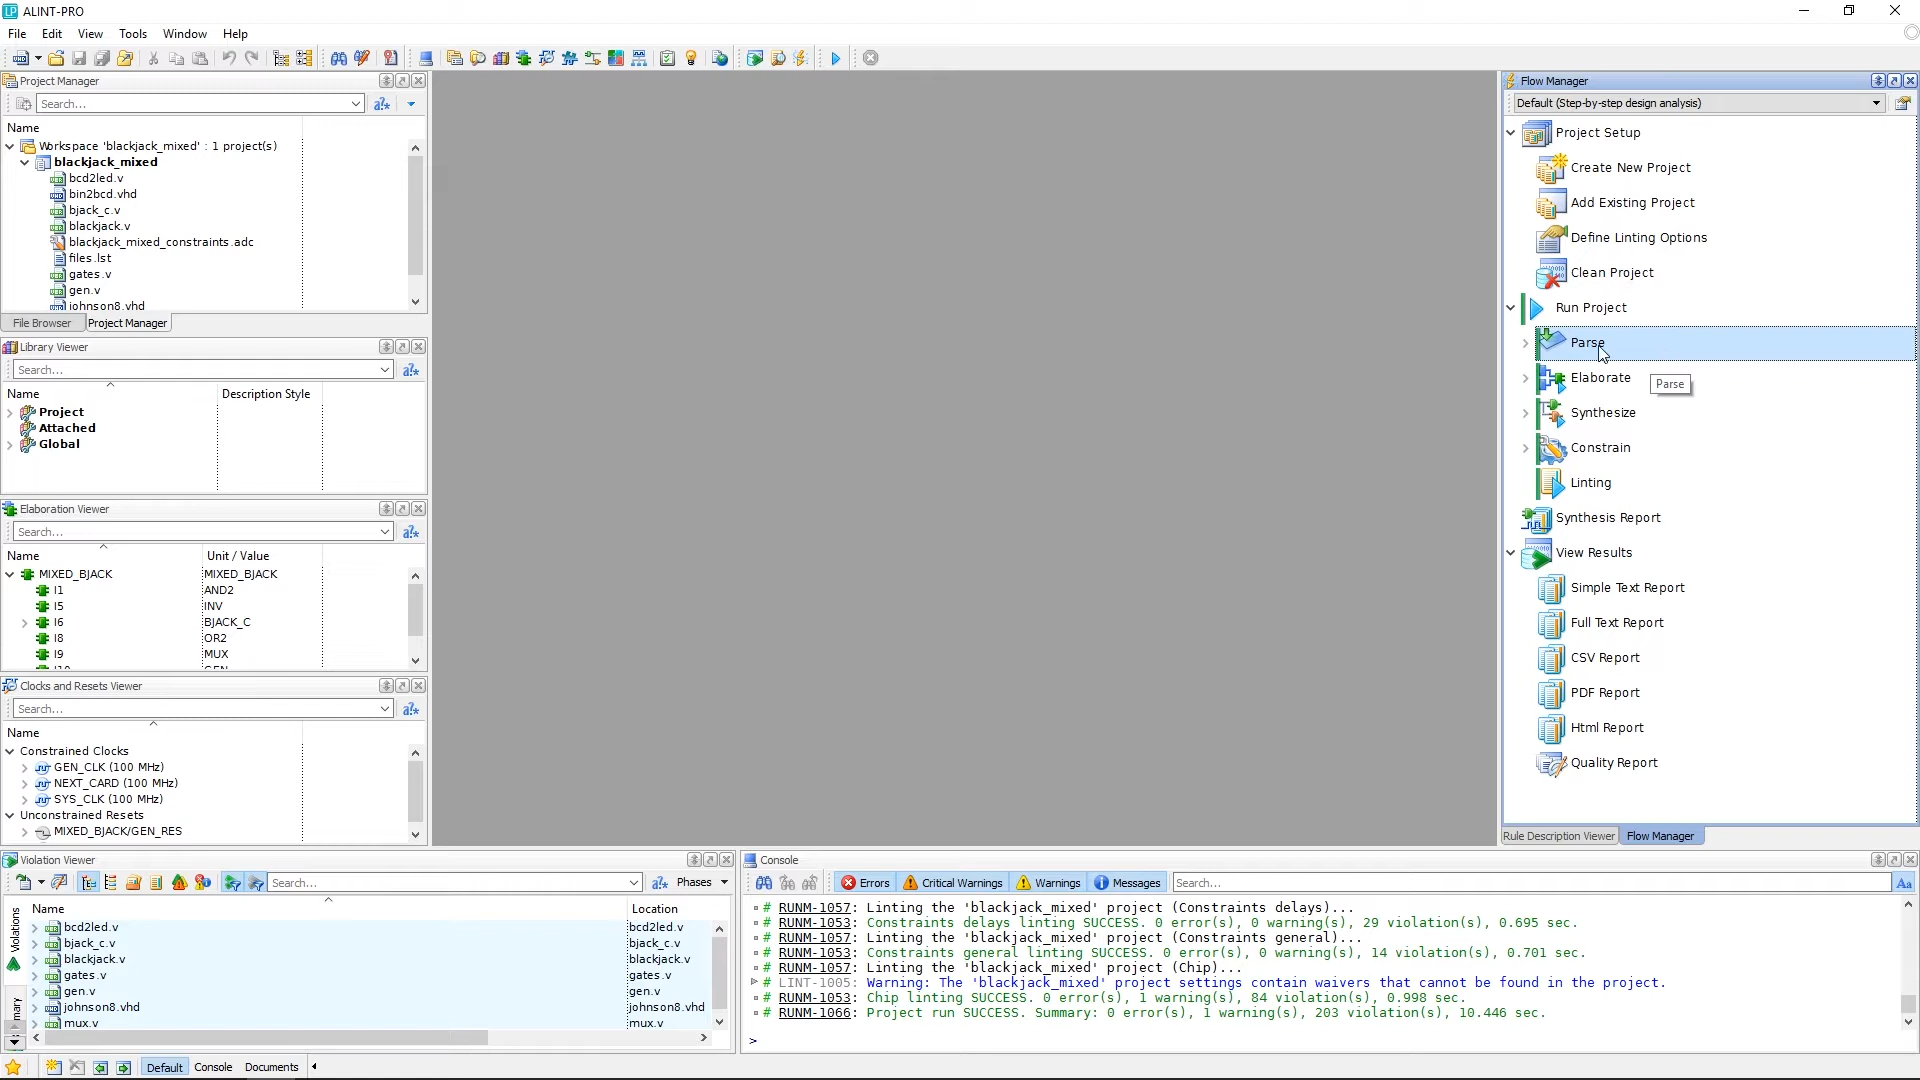 ALINT-PRO
File Edit View Tools Window Help
Project Manager
Search...
Name
Workspace 'blackjack_mixed' : 1 project(s)
blackjack_mixed
bcd2led.v
bin2bcd.vhd
bjack_c.v
blackjack.v
blackjack_mixed_constraints.adc
files.lst
gates.v
gen.v
johnson8.vhd
File Browser Project Manager
Library Viewer
Search...
Name Description Style
Project
Attached
Global
Elaboration Viewer
Search...
Name Unit / Value
MIXED_BJACK MIXED_BJACK
I1 AND2
I5 INV
I6 BJACK_C
I8 OR2
I9 MUX
I10 GEN
Clocks and Resets Viewer
Search...
Name
Constrained Clocks
GEN_CLK (100 MHz)
NEXT_CARD (100 MHz)
SYS_CLK (100 MHz)
Unconstrained Resets
MIXED_BJACK/GEN_RES
Flow Manager
Default (Step-by-step design analysis)
Project Setup
Create New Project
Add Existing Project
Define Linting Options
Clean Project
Run Project
Parse
Elaborate
Parse
Synthesize
Constrain
Linting
Synthesis Report
View Results
Simple Text Report
Full Text Report
CSV Report
PDF Report
Html Report
Quality Report
Rule Description Viewer Flow Manager
Violation Viewer
Search... Phases
Violations
Name Location
bcd2led.v bcd2led.v
bjack_c.v bjack_c.v
blackjack.v blackjack.v
gates.v gates.v
gen.v gen.v
johnson8.vhd johnson8.vhd
mux.v mux.v
Console
Errors Critical Warnings Warnings Messages Search... Aa
# RUNM-1057: Linting the 'blackjack_mixed' project (Constraints delays)...
# RUNM-1053: Constraints delays linting SUCCESS. 0 error(s), 0 warning(s), 29 violation(s), 0.695 sec.
# RUNM-1057: Linting the 'blackjack_mixed' project (Constraints general)...
# RUNM-1053: Constraints general linting SUCCESS. 0 error(s), 0 warning(s), 14 violation(s), 0.701 sec.
# RUNM-1057: Linting the 'blackjack_mixed' project (Chip)...
# LINT-1005: Warning: The 'blackjack_mixed' project settings contain waivers that cannot be found in the project.
# RUNM-1053: Chip linting SUCCESS. 0 error(s), 1 warning(s), 84 violation(s), 0.998 sec.
# RUNM-1066: Project run SUCCESS. Summary: 0 error(s), 1 warning(s), 203 violation(s), 10.446 sec.
>
Default Console Documents